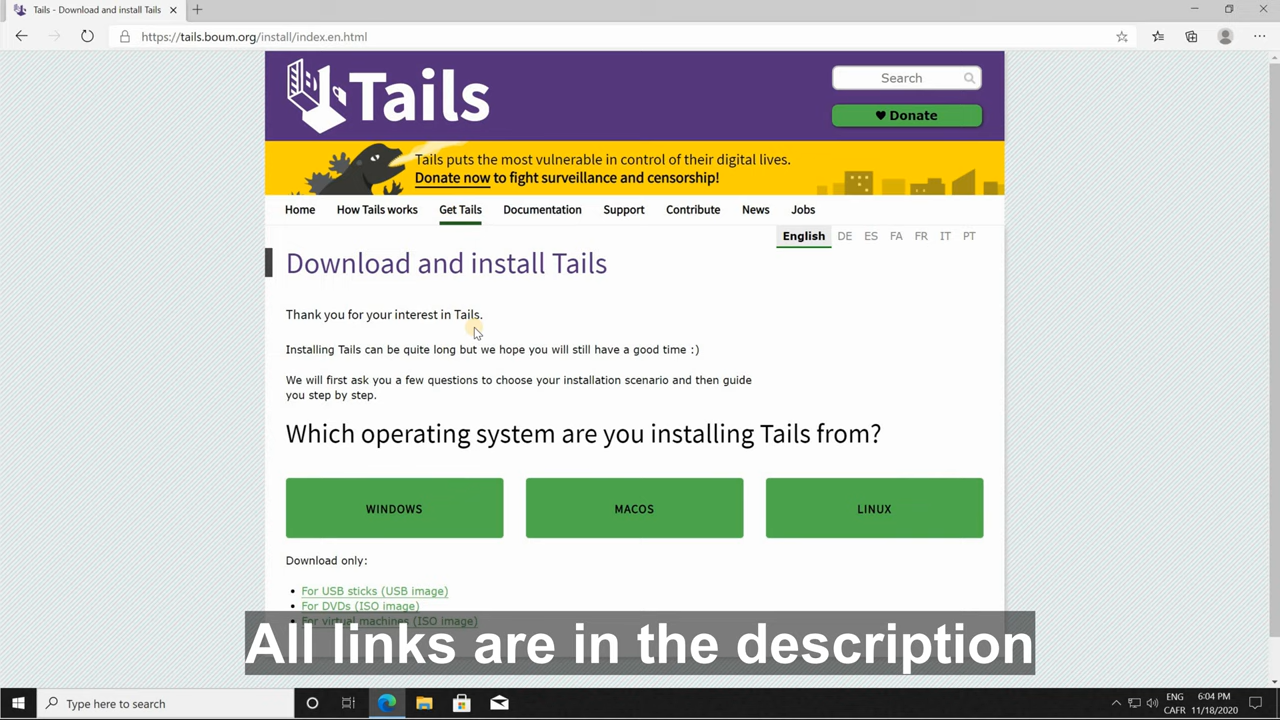 Tails - Download and install Tails
https://tails.boum.org/install/index.en.html
Tails
Search
Donate
Tails puts the most vulnerable in control of their digital lives.
Donate now to fight surveillance and censorship!
Home How Tails works Get Tails Documentation Support Contribute News Jobs
English DE ES FA FR IT PT
Download and install Tails
Thank you for your interest in Tails.
Installing Tails can be quite long but we hope you will still have a good time :)
We will first ask you a few questions to choose your installation scenario and then guide
you step by step.
Which operating system are you installing Tails from?
WINDOWS MACOS LINUX
Download only:
For USB sticks (USB image)
For DVDs (ISO image)
For virtual machines (ISO image)
All links are in the description
Type here to search
ENG 6:04 PM
CAFR 11/18/2020